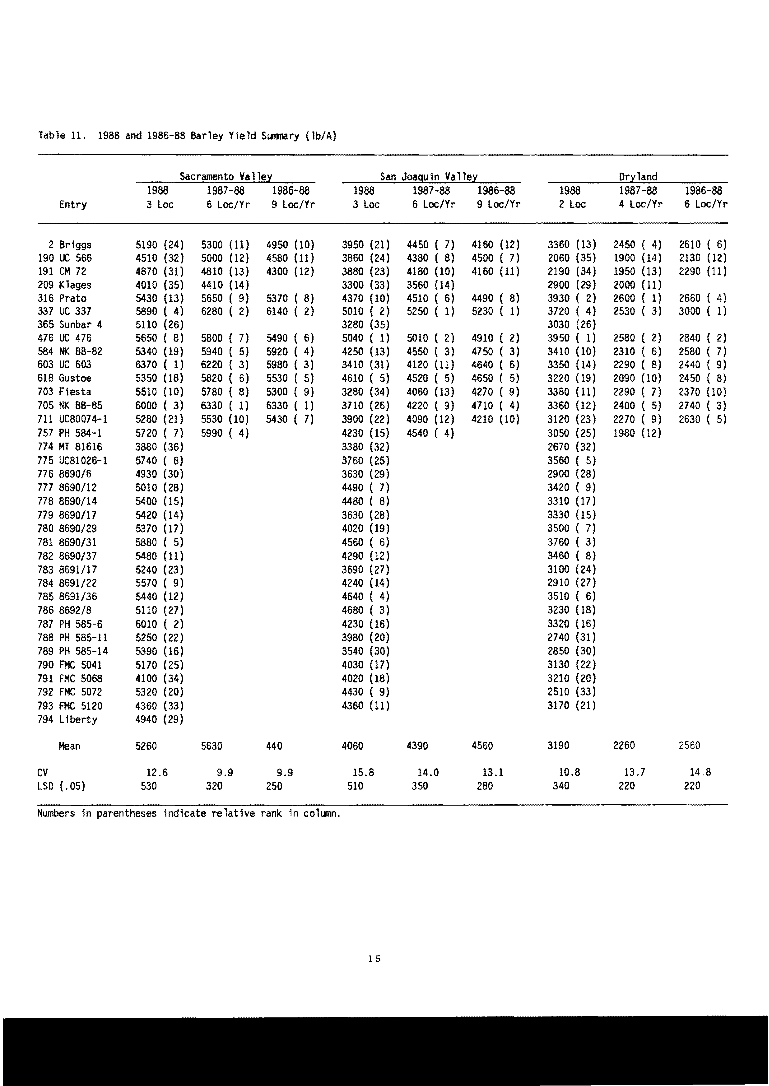 Table 11. 1988 and 1986-88 Barley Yield Summary (lb/A)
Sacramento Valley San Joaquin Valley Dryland
1988 1987-88 1986-88 1988 1987-88 1986-88 1988 1987-88 1986-88
Entry 3 Loc 6 Loc/Yr 9 Loc/Yr 3 Loc 6 Loc/Yr 9 Loc/Yr 2 Loc 4 Loc/Yr 6 Loc/Yr
2 Briggs 5190 (24) 5300 (11) 4950 (10) 3950 (21) 4450 ( 7) 4160 (12) 3360 (13) 2450 ( 4) 2610 ( 6)
190 UC 566 4510 (32) 5000 (12) 4580 (11) 3860 (24) 4380 ( 8) 4500 ( 7) 2060 (35) 1900 (14) 2130 (12)
191 CM 72 4870 (31) 4810 (13) 4300 (12) 3880 (23) 4180 (10) 4160 (11) 2190 (34) 1950 (13) 2290 (11)
209 Klages 4010 (35) 4410 (14) 3300 (33) 3560 (14) 2900 (29) 2000 (11)
316 Prato 5430 (13) 5650 ( 9) 5370 ( 8) 4370 (10) 4510 ( 6) 4490 ( 8) 3930 ( 2) 2600 ( 1) 2660 ( 4)
337 UC 337 5890 ( 4) 6280 ( 2) 6140 ( 2) 5010 ( 2) 5250 ( 1) 5230 ( 1) 3720 ( 4) 2530 ( 3) 3000 ( 1)
365 Sunbar 4 5110 (26) 3280 (35) 3030 (26)
476 UC 476 5650 ( 8) 5800 ( 7) 5490 ( 6) 5040 ( 1) 5010 ( 2) 4910 ( 2) 3950 ( 1) 2580 ( 2) 2840 ( 2)
584 NK BB-82 5340 (19) 5940 ( 5) 5920 ( 4) 4250 (13) 4550 ( 3) 4750 ( 3) 3410 (10) 2310 ( 6) 2580 ( 7)
603 UC 603 6370 ( 1) 6220 ( 3) 5980 ( 3) 3410 (31) 4120 (11) 4640 ( 6) 3350 (14) 2290 ( 8) 2440 ( 9)
618 Gustoe 5350 (18) 5820 ( 6) 5530 ( 5) 4610 ( 5) 4520 ( 5) 4650 ( 5) 3220 (19) 2090 (10) 2450 ( 8)
703 Fiesta 5510 (10) 5780 ( 8) 5300 ( 9) 3280 (34) 4060 (13) 4270 ( 9) 3380 (11) 2290 ( 7) 2370 (10)
705 NK BB-85 6000 ( 3) 6330 ( 1) 6330 ( 1) 3710 (26) 4220 ( 9) 4710 ( 4) 3360 (12) 2400 ( 5) 2740 ( 3)
711 UC80074-1 5280 (21) 5530 (10) 5430 ( 7) 3900 (22) 4090 (12) 4210 (10) 3120 (23) 2270 ( 9) 2630 ( 5)
757 PH 584-1 5720 ( 7) 5990 ( 4) 4230 (15) 4540 ( 4) 3050 (25) 1980 (12)
774 MT 81616 3880 (36) 3380 (32) 2670 (32)
775 UC81026-1 5740 ( 6) 3760 (25) 3560 ( 5)
776 8690/6 4930 (30) 3630 (29) 2900 (28)
777 8690/12 5010 (28) 4490 ( 7) 3420 ( 9)
778 8690/14 5400 (15) 4460 ( 8) 3310 (17)
779 8690/17 5420 (14) 3630 (28) 3330 (15)
780 8690/29 5370 (17) 4020 (19) 3500 ( 7)
781 8690/31 5880 ( 5) 4560 ( 6) 3760 ( 3)
782 8690/37 5480 (11) 4290 (12) 3460 ( 8)
783 8691/17 5240 (23) 3690 (27) 3100 (24)
784 8691/22 5570 ( 9) 4240 (14) 2910 (27)
785 8691/36 5440 (12) 4640 ( 4) 3510 ( 6)
786 8692/8 5110 (27) 4680 ( 3) 3230 (18)
787 PH 585-6 6010 ( 2) 4230 (16) 3320 (16)
788 PH 585-11 5250 (22) 3980 (20) 2740 (31)
789 PH 585-14 5390 (16) 3540 (30) 2850 (30)
790 FMC 5041 5170 (25) 4030 (17) 3130 (22)
791 FMC 5068 4100 (34) 4020 (18) 3210 (20)
792 FMC 5072 5320 (20) 4430 ( 9) 2510 (33)
793 FMC 5120 4360 (33) 4360 (11) 3170 (21)
794 Liberty 4940 (29)
Mean 5260 5630 440 4060 4390 4560 3190 2260 2560
CV 12.6 9.9 9.9 15.8 14.0 13.1 10.8 13.7 14.8
LSD (.05) 530 320 250 510 350 280 340 220 220
Numbers in parentheses indicate relative rank in column.
15